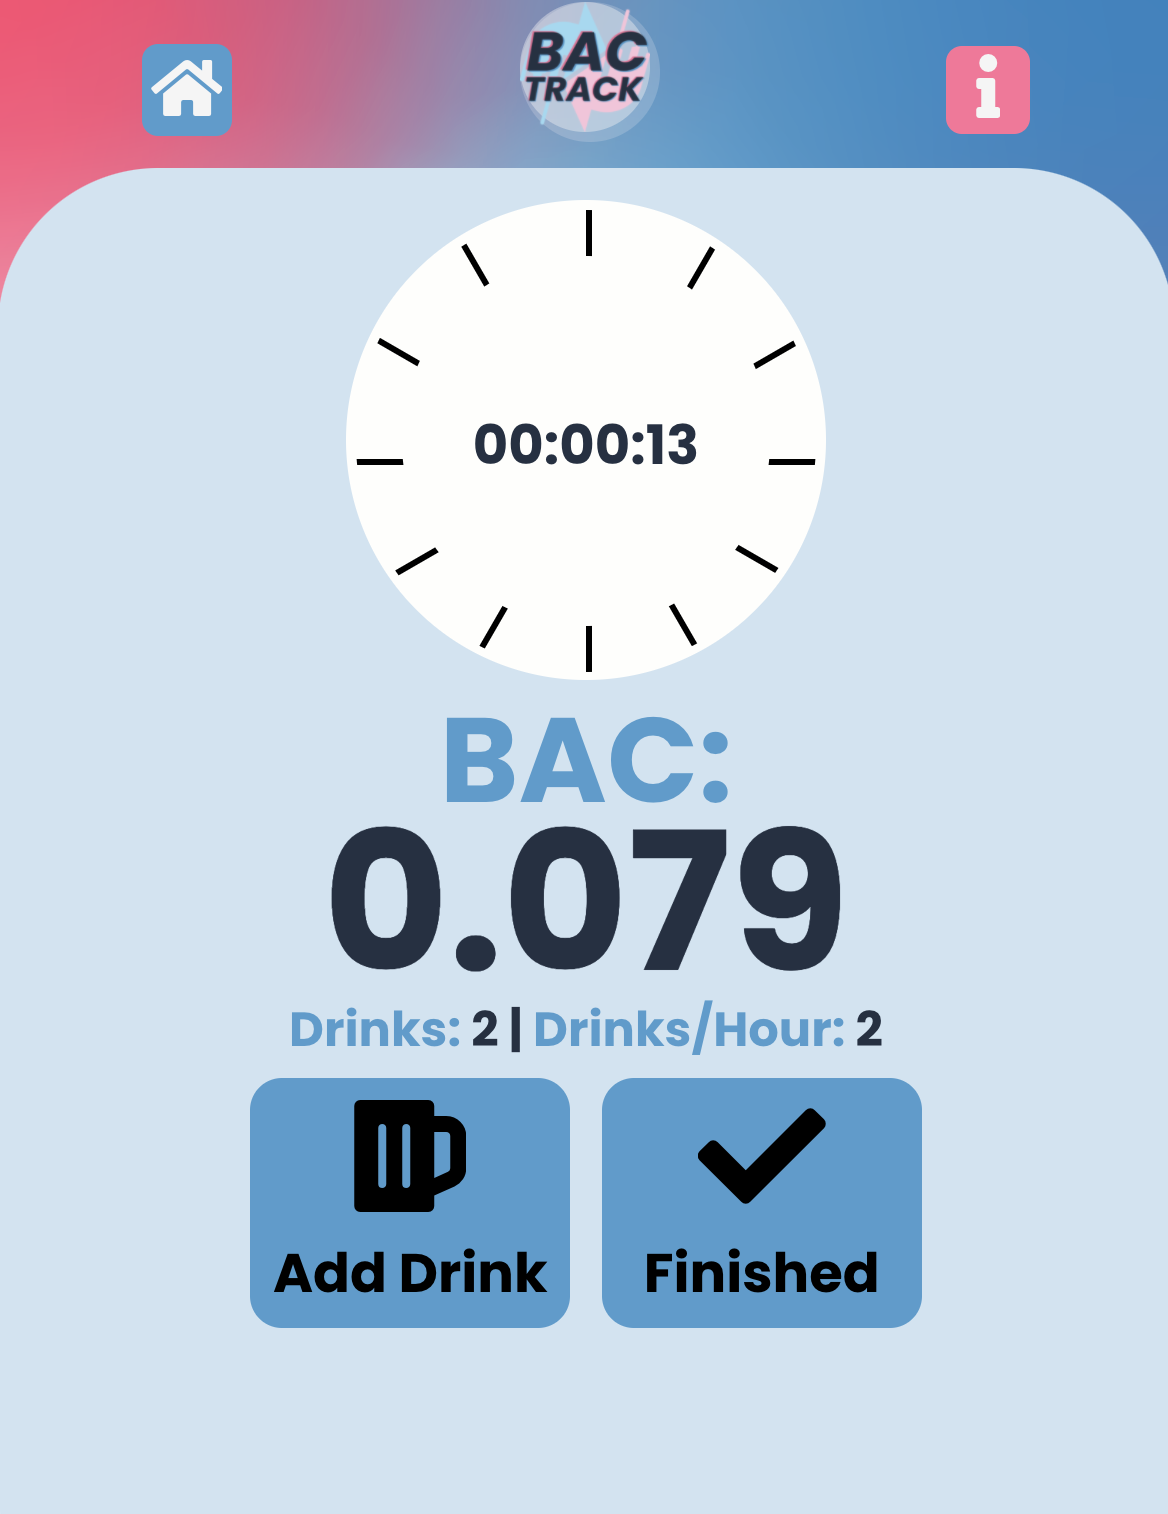 BAC
TRACK
00:00:13
BAC:
0.079
Drinks: 2 | Drinks/Hour: 2
Add Drink
Finished